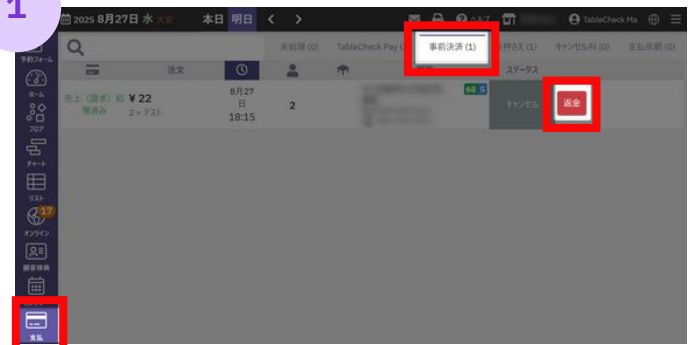 1
2025 8月27日 水 大安
本日 明日 < >
ヘルプ
TableCheck Ma
未処理 (0)
TableCheck Pay (
事前決済 (1)
キャンセル料 (0)
支払依頼 (0)
注文
ステータス
売上（請求）処
理済み
¥ 22
2 × テスト
8月27
日
18:15
2
68 S
キャンセル
返金
予約フォーム
ホーム
フロア
チャート
リスト
17
オンライン
顧客検索
支払